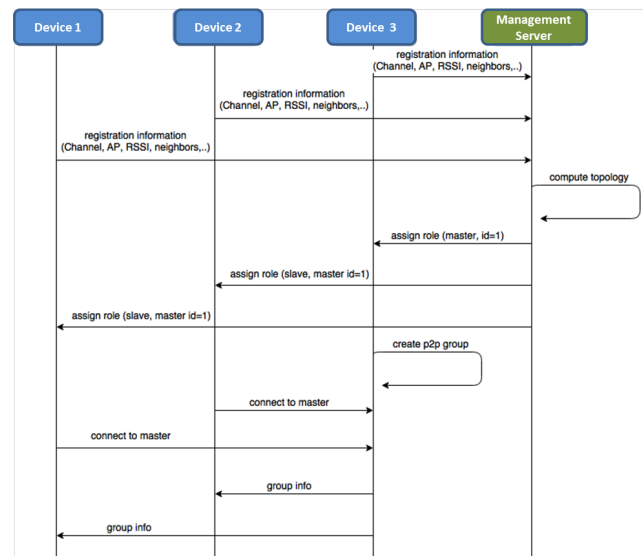 Device 1
Device 2
Device 3
Management
Server
registration information
(Channel, AP, RSSI, neighbors,..)
registration information
(Channel, AP, RSSI, neighbors,..)
registration information
(Channel, AP, RSSI, neighbors,..)
compute topology
assign role (master, id=1)
assign role (slave, master id=1)
assign role (slave, master id=1)
create p2p group
connect to master
connect to master
group info
group info